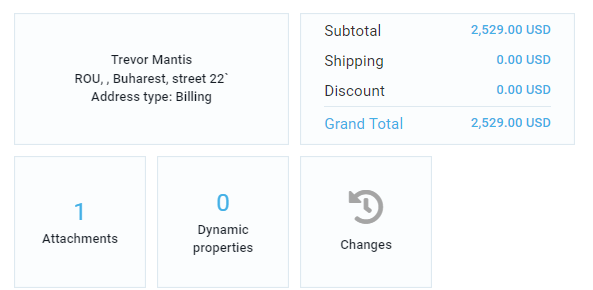 Trevor Mantis
ROU, , Buharest, street 22`
Address type: Billing
Subtotal 2,529.00 USD
Shipping 0.00 USD
Discount 0.00 USD
Grand Total 2,529.00 USD
1
Attachments
0
Dynamic
properties
Changes